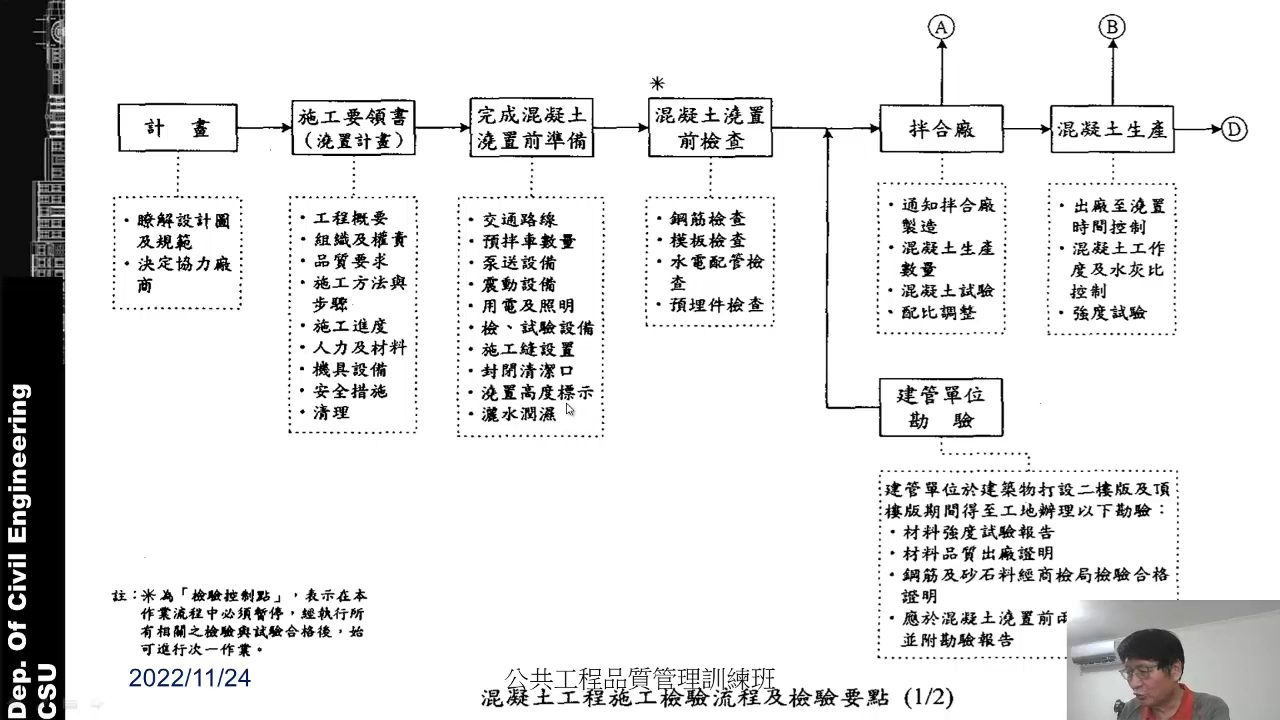 Ⓐ
Ⓑ
✳
計　畫
施工要領書
(澆置計畫)
完成混凝土
澆置前準備
混凝土澆置
前檢查
拌合廠
混凝土生產
Ⓓ
・瞭解設計圖
及規範
・決定協力廠
商
・工程概要
・組織及權責
・品質要求
・施工方法與
步驟
・施工進度
・人力及材料
・機具設備
・安全措施
・清理
・交通路線
・預拌車數量
・泵送設備
・震動設備
・用電及照明
・檢、試驗設備
・施工縫設置
・封閉清潔口
・澆置高度標示
・灑水潤濕
・鋼筋檢查
・模板檢查
・水電配管檢
查
・預埋件檢查
・通知拌合廠
製造
・混凝土生產
數量
・混凝土試驗
・配比調整
・出廠至澆置
時間控制
・混凝土工作
度及水灰比
控制
・強度試驗
建管單位
勘　驗
建管單位於建築物打設二樓版及頂
樓版期間得至工地辦理以下勘驗：
・材料強度試驗報告
・材料品質出廠證明
・鋼筋及砂石料經商檢局檢驗合格
證明
・應於混凝土澆置前
並附勘驗報告
註：✳為「檢驗控制點」，表示在本
作業流程中必須暫停，經執行所
有相關之檢驗與試驗合格後，始
可進行次一作業。
2022/11/24
公共工程品質管理訓練班
混凝土工程施工檢驗流程及檢驗要點 (1/2)
Dep. Of Civil Engineering
CSU